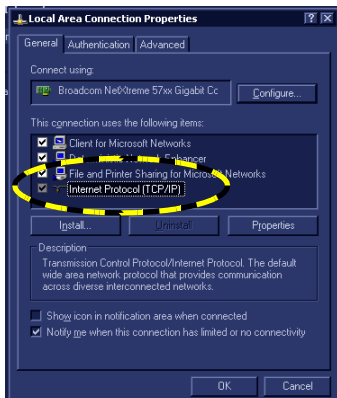 Local Area Connection Properties
General Authentication Advanced
Connect using:
Broadcom NetXtreme 57xx Gigabit Cc
Configure...
This connection uses the following items:
Client for Microsoft Networks
Enhancer
File and Printer Sharing for Microsoft Networks
Internet Protocol (TCP/IP)
Install... Uninstall Properties
Description
Transmission Control Protocol/Internet Protocol. The default
wide area network protocol that provides communication
across diverse interconnected networks.
Show icon in notification area when connected
Notify me when this connection has limited or no connectivity
OK Cancel